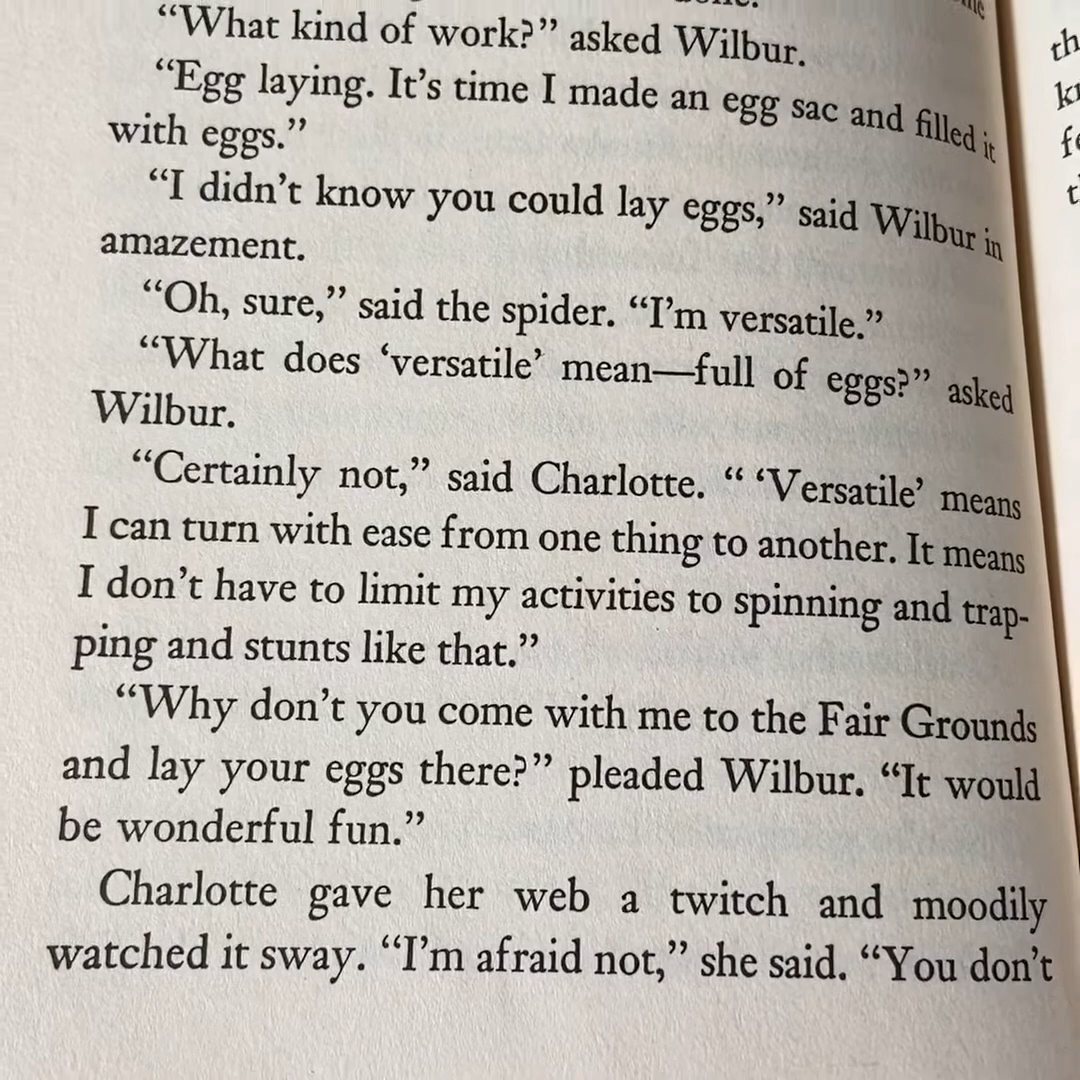 “What kind of work?” asked Wilbur.
“Egg laying. It’s time I made an egg sac and filled it
with eggs.”
“I didn’t know you could lay eggs,” said Wilbur in
amazement.
“Oh, sure,” said the spider. “I’m versatile.”
“What does ‘versatile’ mean—full of eggs?” asked
Wilbur.
“Certainly not,” said Charlotte. “ ‘Versatile’ means
I can turn with ease from one thing to another. It means
I don’t have to limit my activities to spinning and trap-
ping and stunts like that.”
“Why don’t you come with me to the Fair Grounds
and lay your eggs there?” pleaded Wilbur. “It would
be wonderful fun.”
Charlotte gave her web a twitch and moodily
watched it sway. “I’m afraid not,” she said. “You don’t